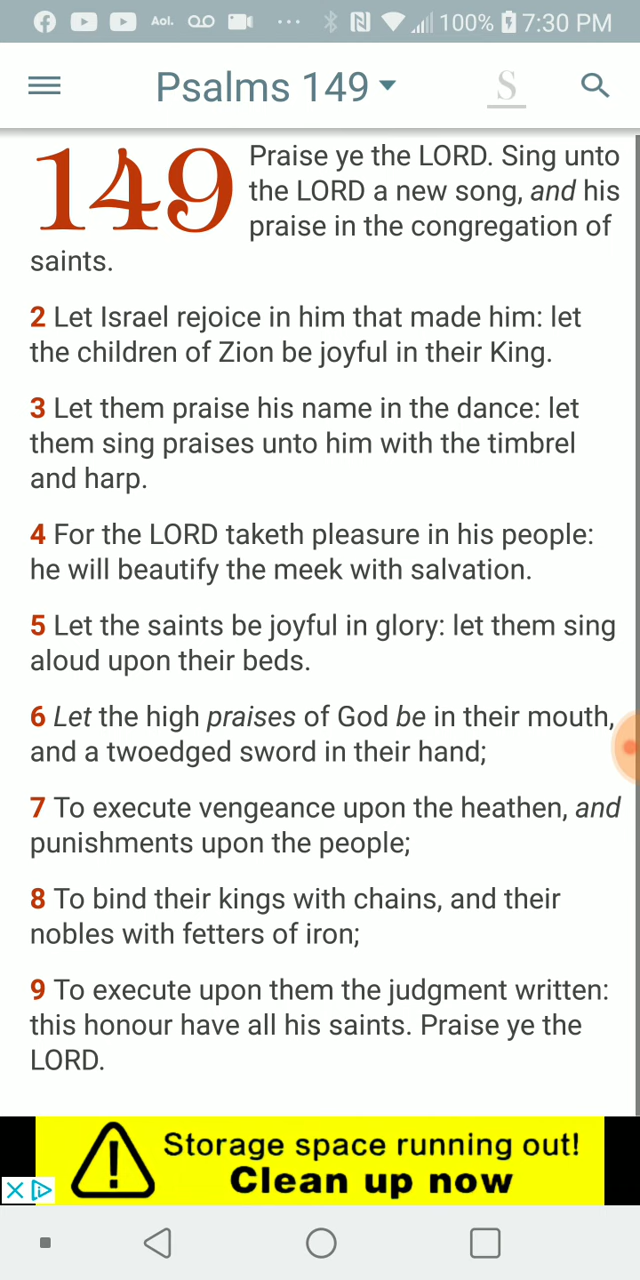 Aol. 100% 7:30 PM
Psalms 149 S
149 Praise ye the LORD. Sing unto
the LORD a new song, and his
praise in the congregation of
saints.
2 Let Israel rejoice in him that made him: let
the children of Zion be joyful in their King.
3 Let them praise his name in the dance: let
them sing praises unto him with the timbrel
and harp.
4 For the LORD taketh pleasure in his people:
he will beautify the meek with salvation.
5 Let the saints be joyful in glory: let them sing
aloud upon their beds.
6 Let the high praises of God be in their mouth,
and a twoedged sword in their hand;
7 To execute vengeance upon the heathen, and
punishments upon the people;
8 To bind their kings with chains, and their
nobles with fetters of iron;
9 To execute upon them the judgment written:
this honour have all his saints. Praise ye the
LORD.
Storage space running out!
Clean up now